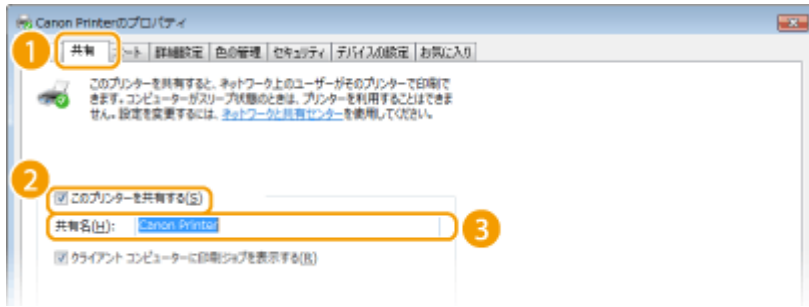 Canon Printerのプロパティ
1
共有
ート
詳細設定
色の管理
セキュリティ
デバイスの設定
お気に入り
このプリンターを共有すると、ネットワーク上のユーザーがそのプリンターで印刷で
きます。コンピューターがスリープ状態のときは、プリンターを利用することはできま
せん。設定を変更するには、ネットワークと共有センターを使用してください。
2
このプリンターを共有する(S)
共有名(H):
Canon Printer
3
クライアント コンピューターに印刷ジョブを表示する(R)